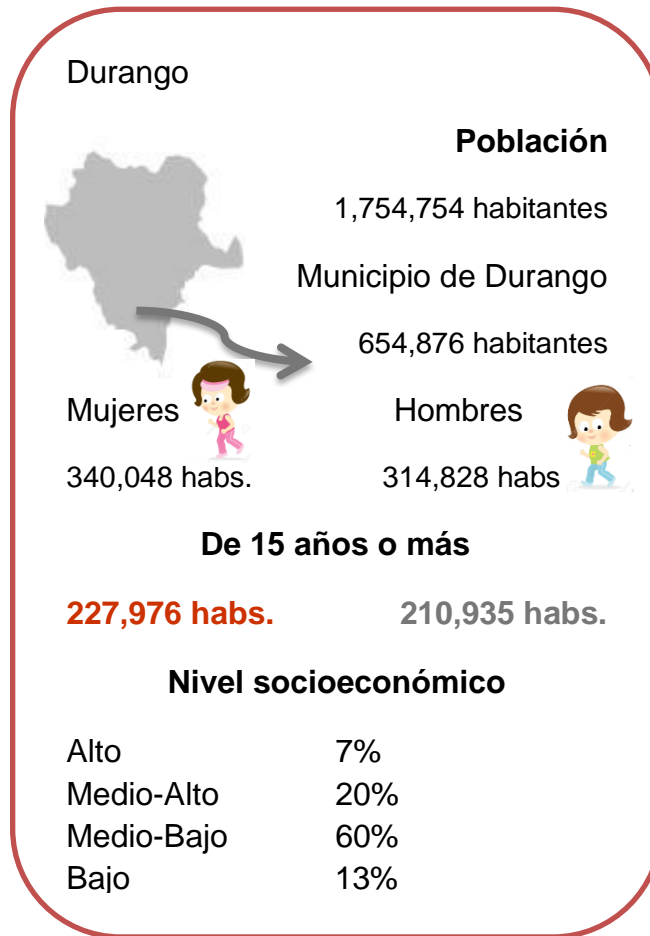 Durango
Población
1,754,754 habitantes
Municipio de Durango
654,876 habitantes
Mujeres Hombres
340,048 habs. 314,828 habs
De 15 años o más
227,976 habs. 210,935 habs.
Nivel socioeconómico
Alto 7%
Medio-Alto 20%
Medio-Bajo 60%
Bajo 13%